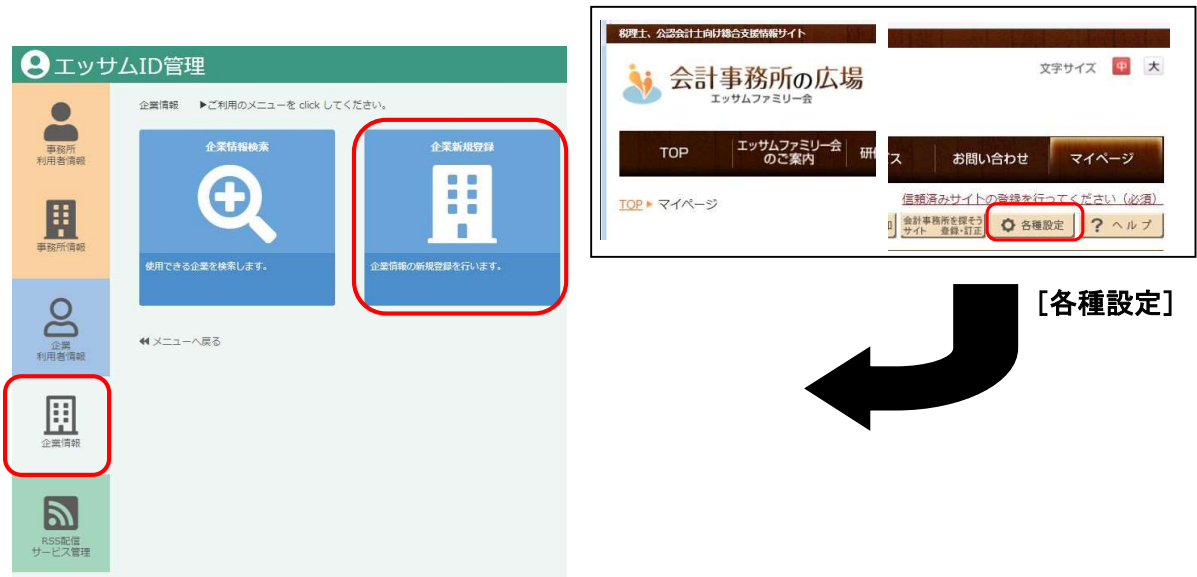 エッサムID管理
企業情報 ▶ご利用のメニューを click してください。
事務所
利用者情報
事務所情報
企業
利用者情報
企業情報
RSS配信
サービス管理
企業情報検索
使用できる企業を検索します。
企業新規登録
企業情報の新規登録を行います。
メニューへ戻る
税理士、公認会計士向け総合支援情報サイト
会計事務所の広場
エッサムファミリー会
文字サイズ 中 大
TOP
エッサムファミリー会
のご案内
お問い合わせ
マイページ
TOP ▶ マイページ
信頼済みサイトの登録を行ってください（必須）
会計事務所を探そう
サイト 登録・訂正
各種設定
? ヘルプ
[各種設定]